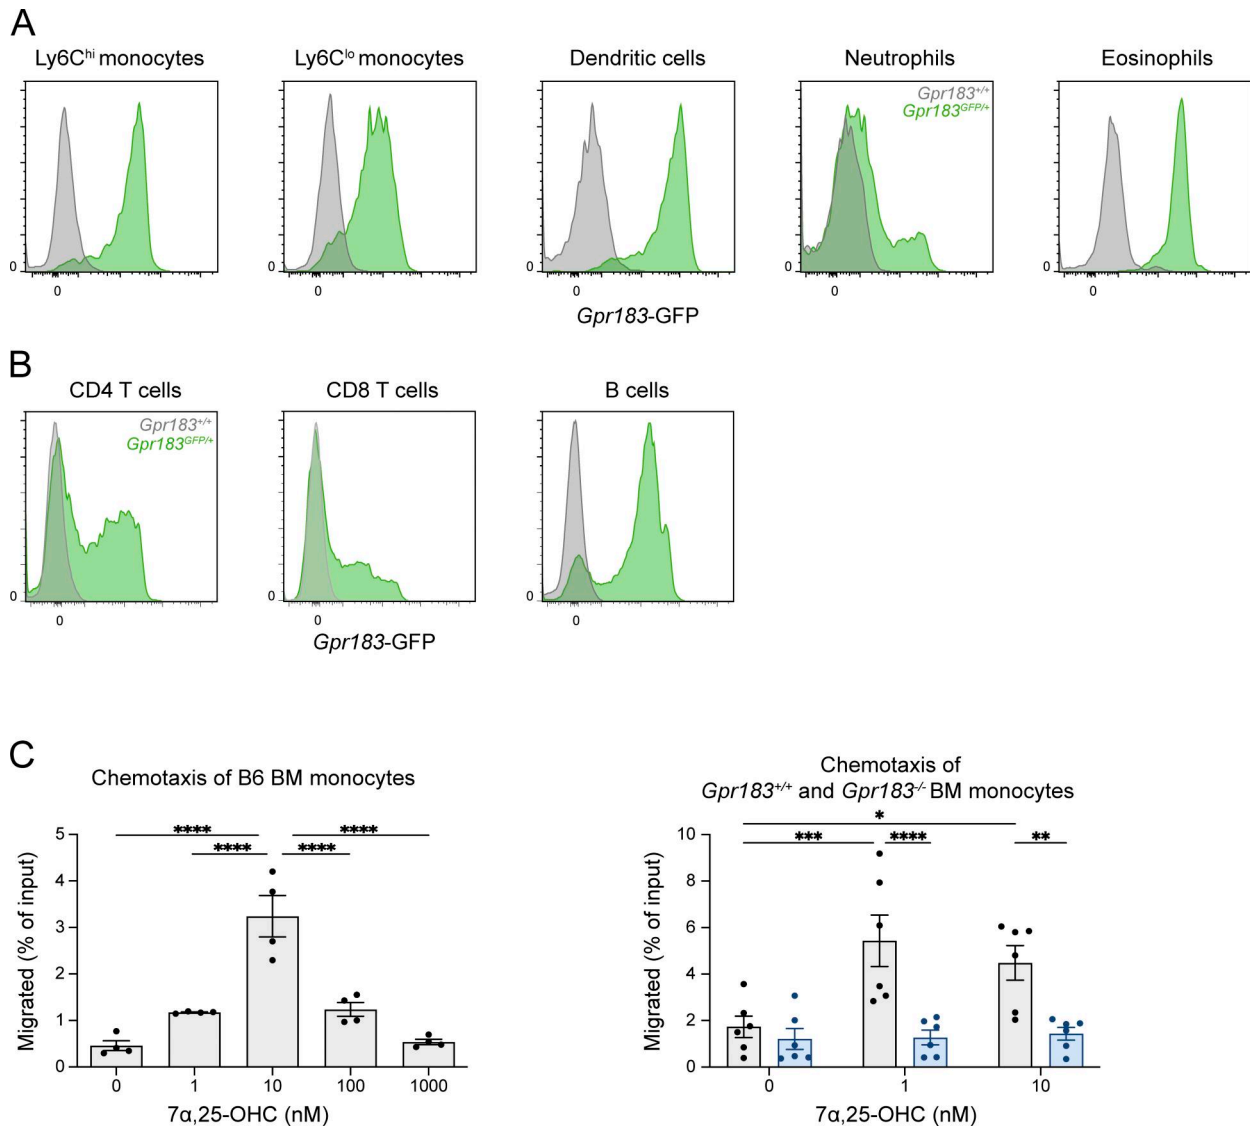 A
Ly6Chi monocytes
Ly6Clo monocytes
Dendritic cells
Neutrophils
Eosinophils
Gpr183+/+
Gpr183GFP/+
0
0
0
0
0
0
0
0
0
0
Gpr183-GFP
B
CD4 T cells
CD8 T cells
B cells
Gpr183+/+
Gpr183GFP/+
0
0
0
0
0
0
Gpr183-GFP
C
Chemotaxis of B6 BM monocytes
**** ****
**** ****
5
4
3
2
1
0
Migrated (% of input)
0 1 10 100 1000
7α,25-OHC (nM)
Chemotaxis of
Gpr183+/+ and Gpr183-/- BM monocytes
*
*** **** **
10
8
6
4
2
0
Migrated (% of input)
0 1 10
7α,25-OHC (nM)